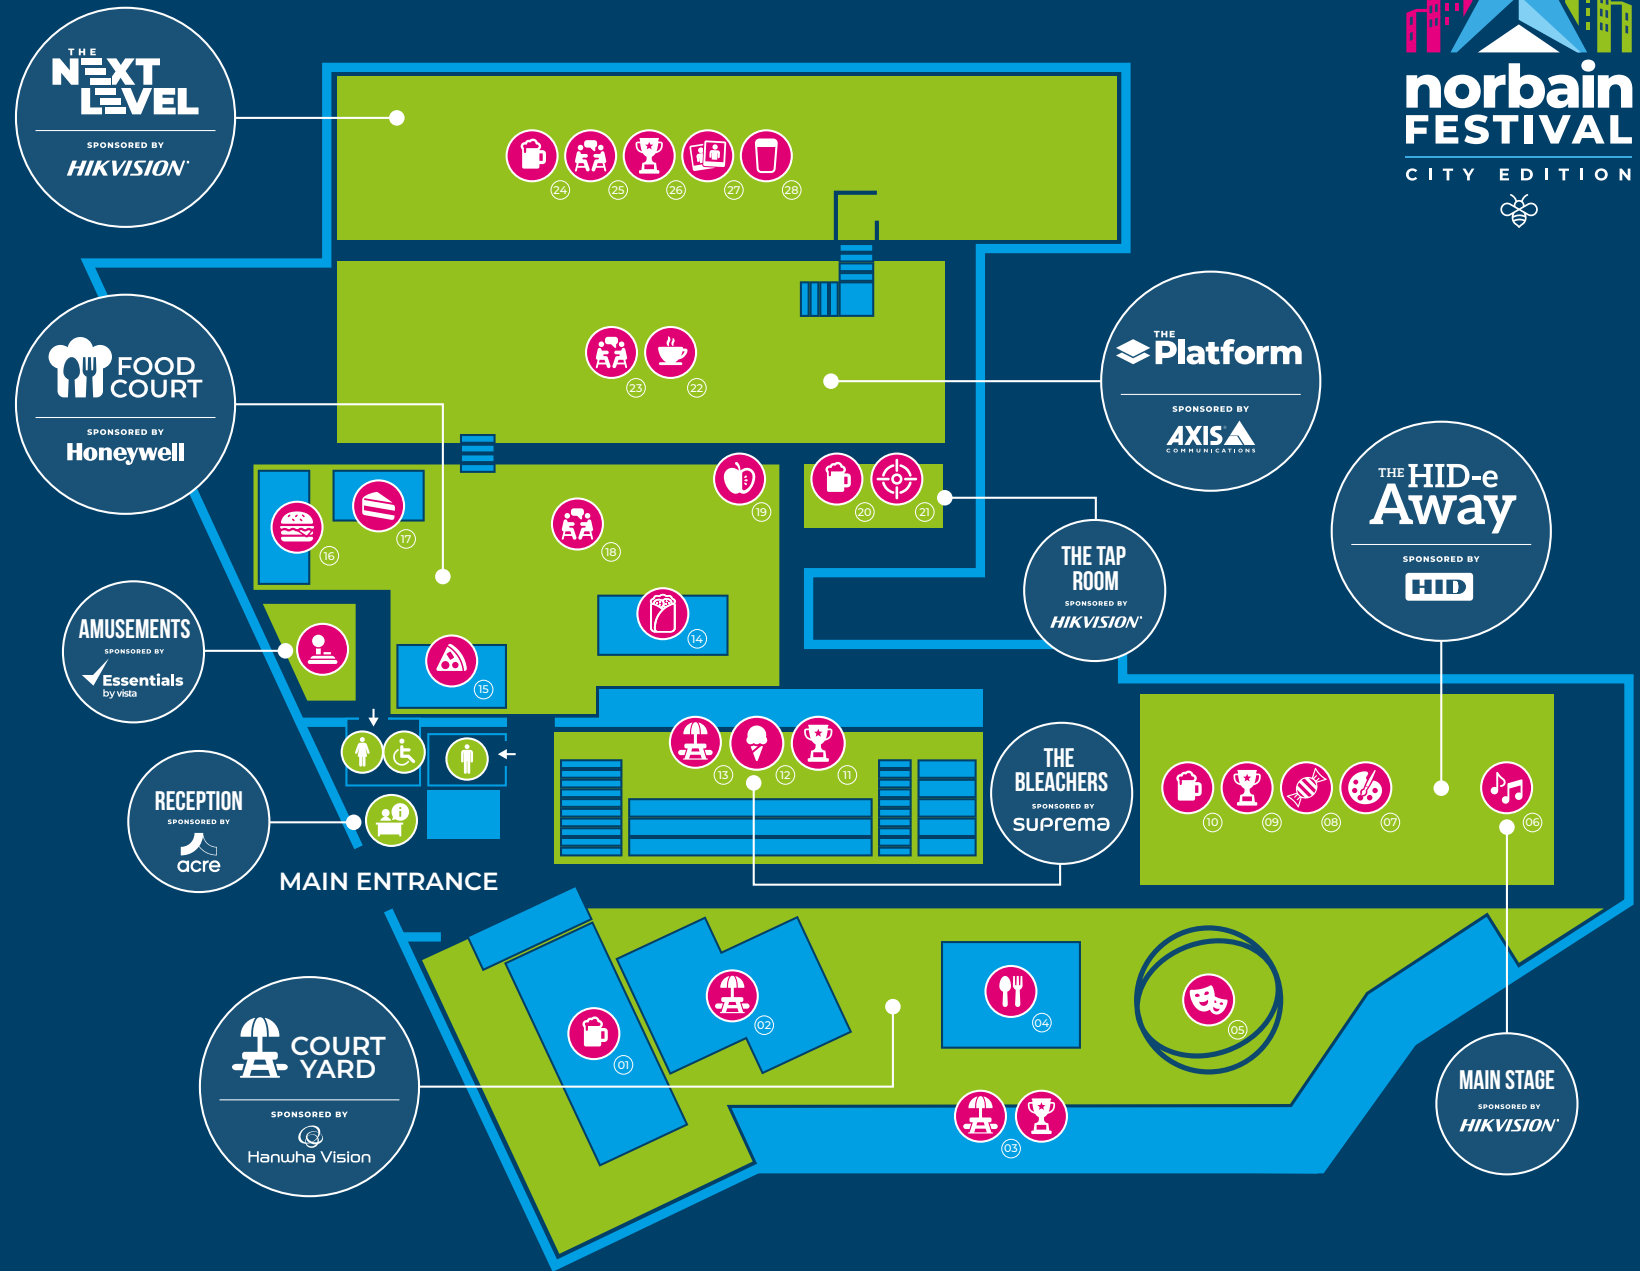 THE
NEXT
LEVEL
SPONSORED BY
HIKVISION
norbain
FESTIVAL
CITY EDITION
24
25
26
27
28
THE
Platform
SPONSORED BY
AXIS
COMMUNICATIONS
FOOD
COURT
SPONSORED BY
Honeywell
23
22
THE HID-e
Away
SPONSORED BY
HID
16
17
18
19
20
21
THE TAP
ROOM
SPONSORED BY
HIKVISION
AMUSEMENTS
SPONSORED BY
Essentials
by vista
14
15
RECEPTION
SPONSORED BY
acre
13
12
11
THE
BLEACHERS
SPONSORED BY
suprema
10
09
08
07
06
MAIN ENTRANCE
COURT
YARD
SPONSORED BY
Hanwha Vision
01
02
04
05
03
MAIN STAGE
SPONSORED BY
HIKVISION